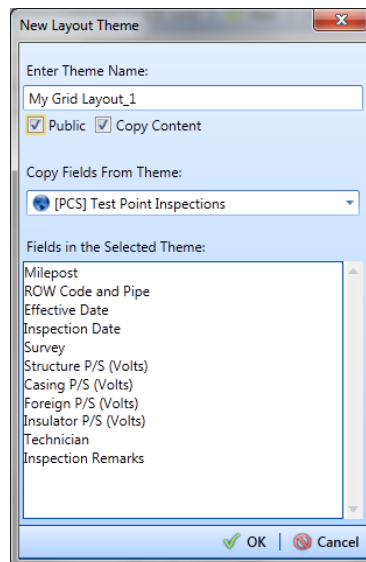 New Layout Theme
Enter Theme Name:
My Grid Layout_1
Public Copy Content
Copy Fields From Theme:
[PCS] Test Point Inspections
Fields in the Selected Theme:
Milepost
ROW Code and Pipe
Effective Date
Inspection Date
Survey
Structure P/S (Volts)
Casing P/S (Volts)
Foreign P/S (Volts)
Insulator P/S (Volts)
Technician
Inspection Remarks
OK | Cancel